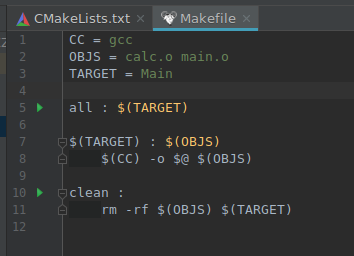 CMakeLists.txt Makefile
1 CC = gcc
2 OBJS = calc.o main.o
3 TARGET = Main
4
5 all : $(TARGET)
6
7 $(TARGET) : $(OBJS)
8 $(CC) -o $@ $(OBJS)
9
10 clean :
11 rm -rf $(OBJS) $(TARGET)
12